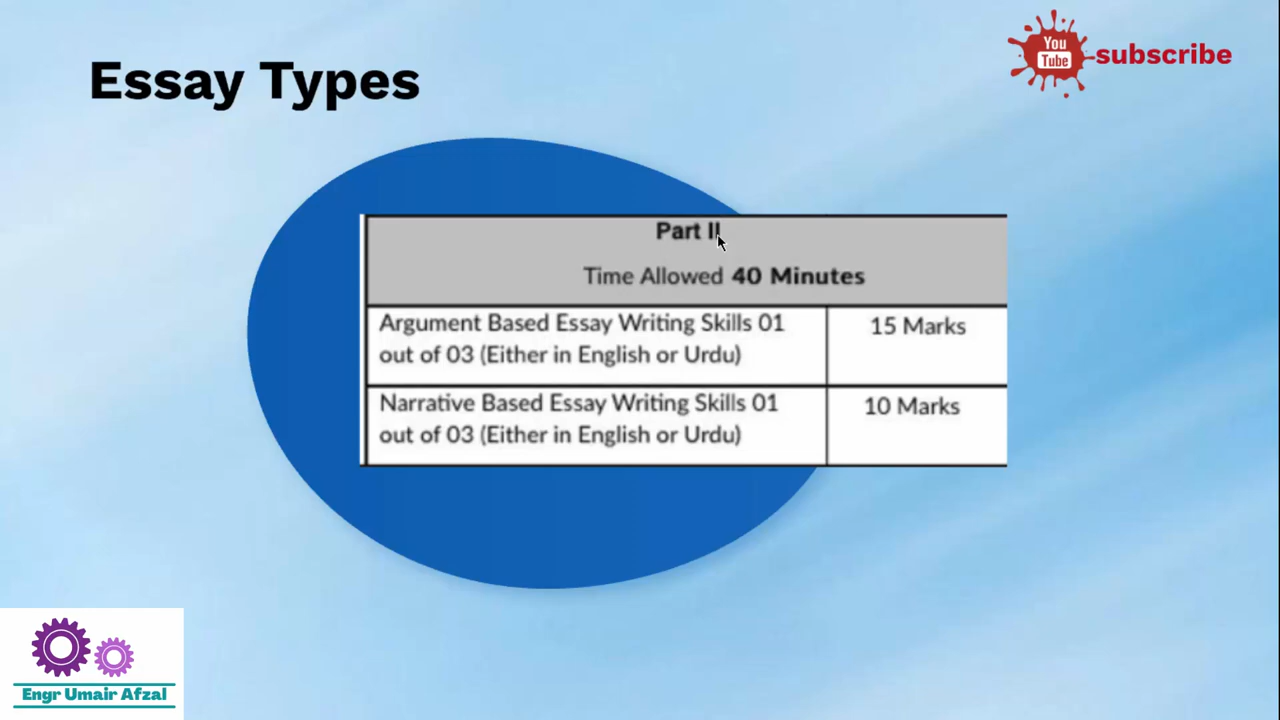 Essay Types
You
Tube
subscribe
Part II
Time Allowed 40 Minutes
Argument Based Essay Writing Skills 01
out of 03 (Either in English or Urdu)
15 Marks
Narrative Based Essay Writing Skills 01
out of 03 (Either in English or Urdu)
10 Marks
Engr Umair Afzal